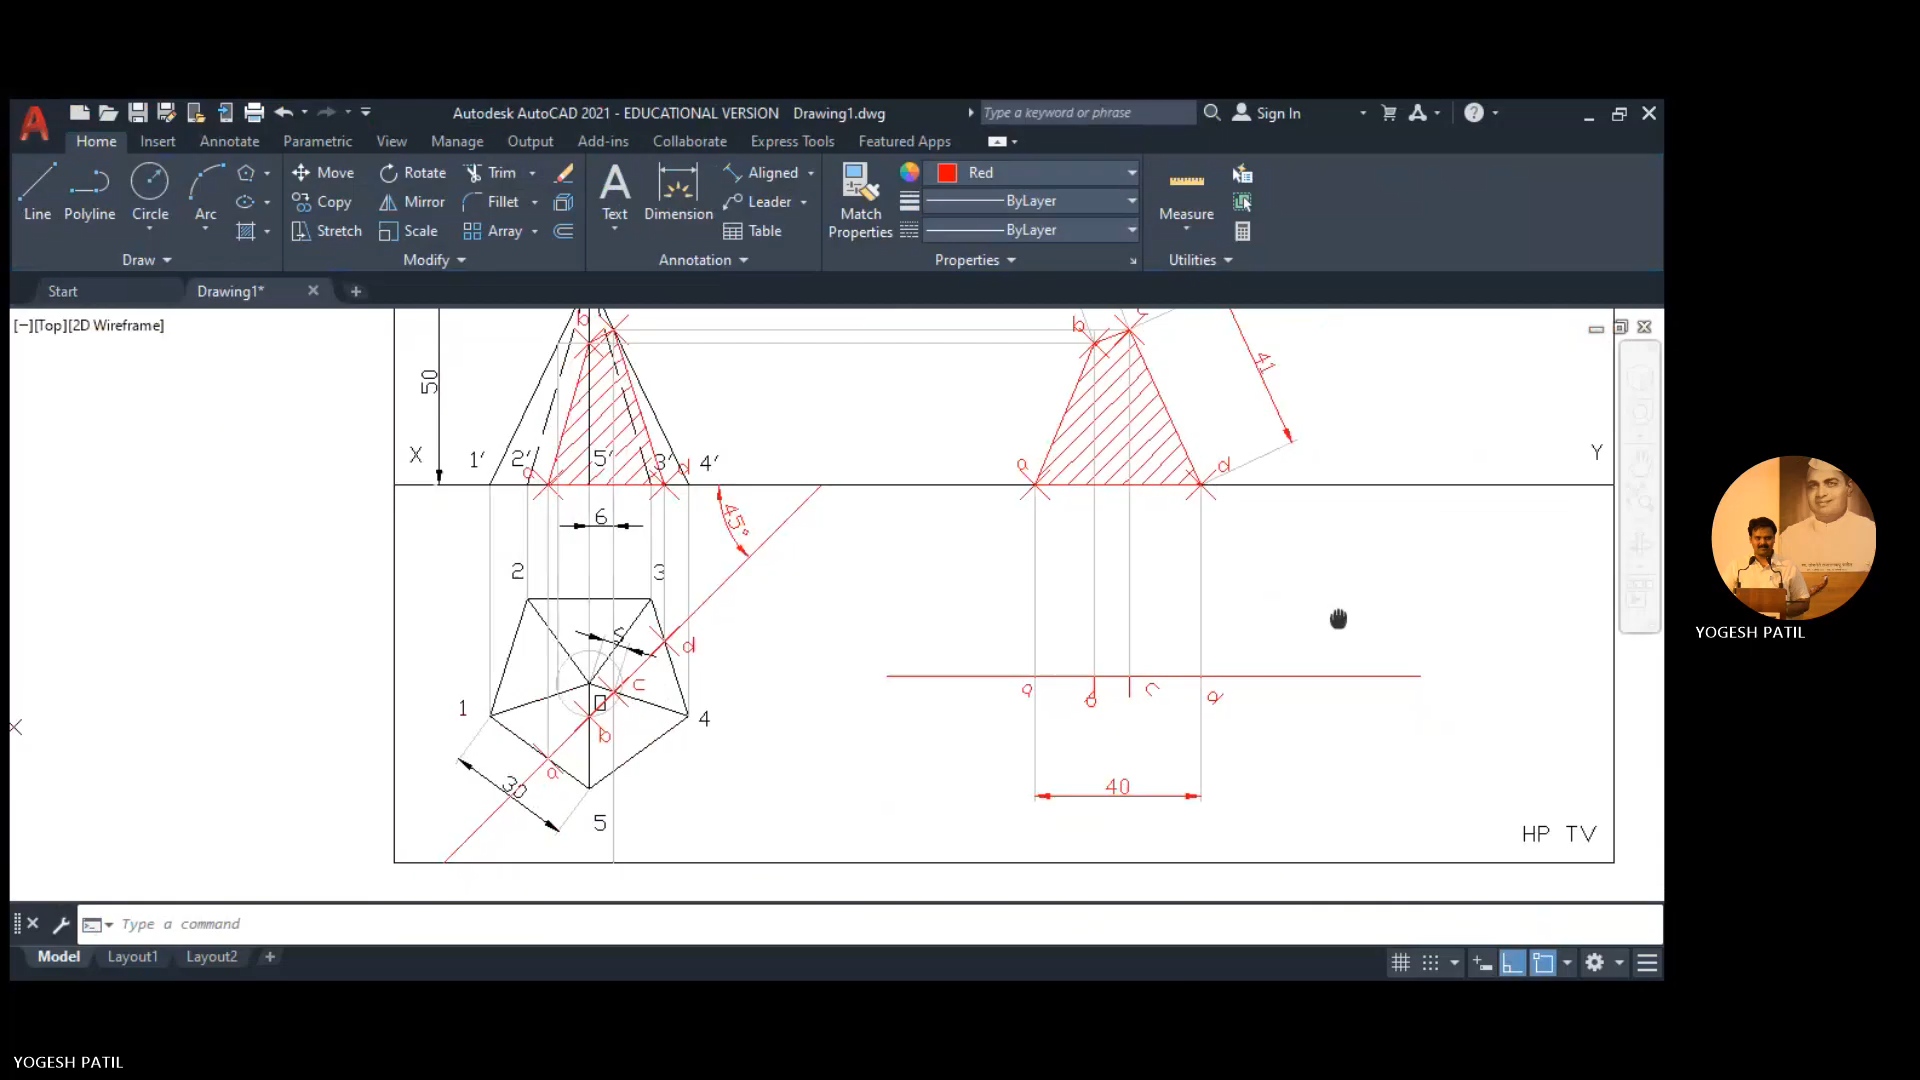 Autodesk AutoCAD 2021 - EDUCATIONAL VERSION Drawing1.dwg
Type a keyword or phrase
Sign In
Home Insert Annotate Parametric View Manage Output Add-ins Collaborate Express Tools Featured Apps
Line Polyline Circle Arc
Move Rotate Trim
Copy Mirror Fillet
Stretch Scale Array
Text Dimension
Aligned
Leader
Table
Match Properties
Red
ByLayer
ByLayer
Measure
Draw Modify Annotation Properties Utilities
Start Drawing1*
[−][Top][2D Wireframe]
b b c
50 41
X 1' 2' 5' 3' 4' Y
a d a d
6 45°
2 3
5 d
1 c 4
b
a
30
5
a b c d
40
HP TV
Type a command
Model Layout1 Layout2
YOGESH PATIL
YOGESH PATIL